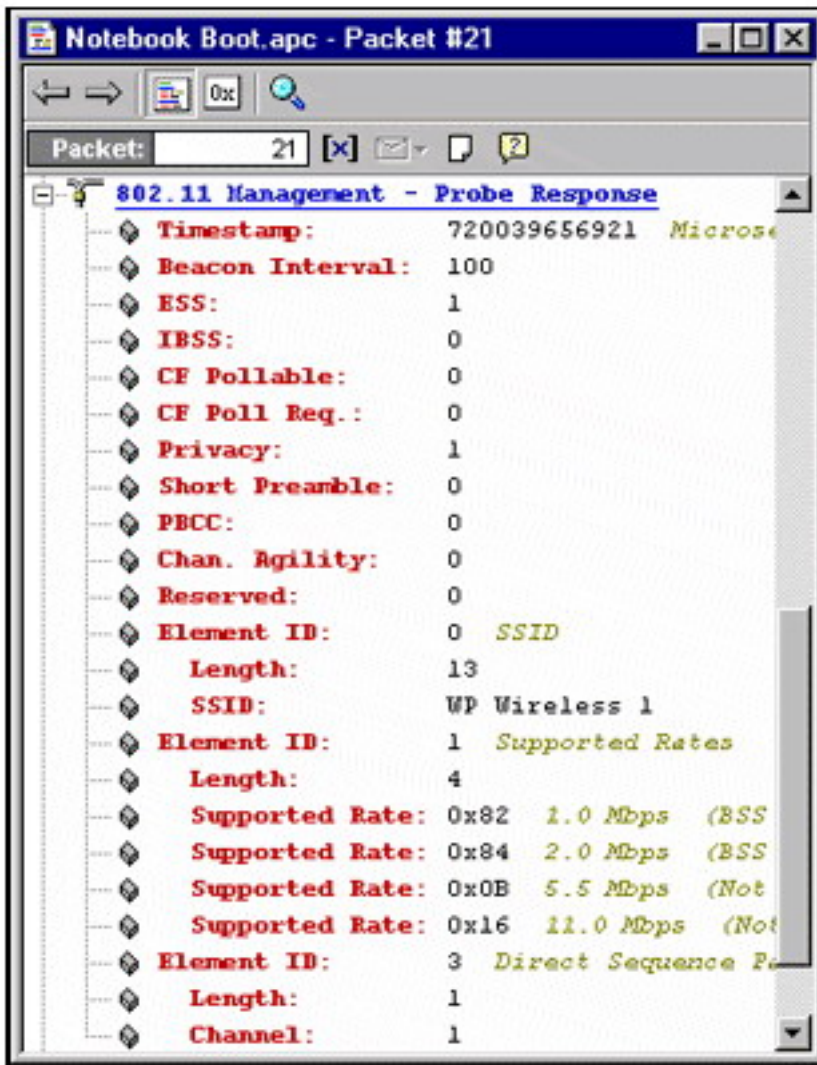 Notebook Boot.apc - Packet #21
0x
Packet: 21 [x] ?
802.11 Management - Probe Response
Timestamp: 720039656921 Microse
Beacon Interval: 100
ESS: 1
IBSS: 0
CF Pollable: 0
CF Poll Req.: 0
Privacy: 1
Short Preamble: 0
PBCC: 0
Chan. Agility: 0
Reserved: 0
Element ID: 0 SSID
Length: 13
SSID: WP Wireless 1
Element ID: 1 Supported Rates
Length: 4
Supported Rate: 0x82 1.0 Mbps (BSS
Supported Rate: 0x84 2.0 Mbps (BSS
Supported Rate: 0x0B 5.5 Mbps (Not
Supported Rate: 0x16 11.0 Mbps (Not
Element ID: 3 Direct Sequence Pa
Length: 1
Channel: 1